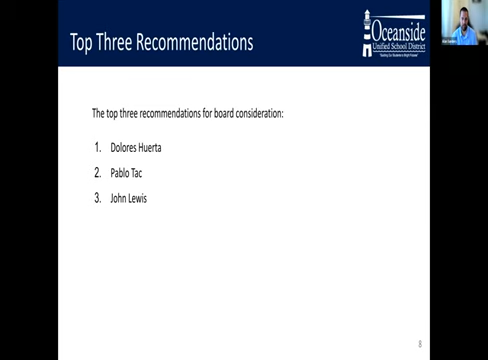 Top Three Recommendations
Oceanside
Unified School District
The top three recommendations for board consideration:
1. Dolores Huerta
2. Pablo Tac
3. John Lewis
8